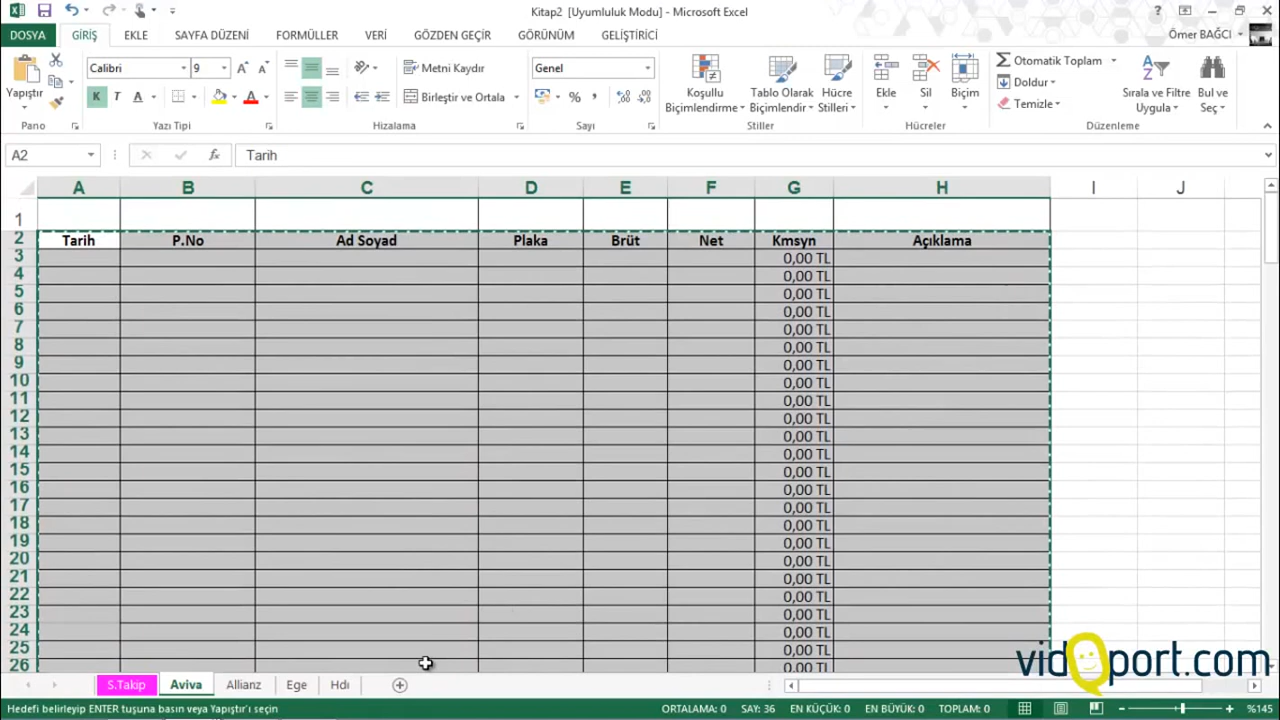 Kitap2 [Uyumluluk Modu] - Microsoft Excel
DOSYA GİRİŞ EKLE SAYFA DÜZENİ FORMÜLLER VERİ GÖZDEN GEÇİR GÖRÜNÜM GELİŞTİRİCİ Ömer BAĞCI
Yapıştır
Calibri 9
K T A
Metni Kaydır
Birleştir ve Ortala
Genel
Koşullu Biçimlendirme
Tablo Olarak Biçimlendir
Hücre Stilleri
Ekle Sil Biçim
Otomatik Toplam
Doldur
Temizle
Sırala ve Filtre Uygula
Bul ve Seç
Pano Yazı Tipi Hizalama Sayı Stiller Hücreler Düzenleme
A2 fx Tarih
A B C D E F G H I J
1
2 Tarih P.No Ad Soyad Plaka Brüt Net Kmsyn Açıklama
3 0,00 TL
4 0,00 TL
5 0,00 TL
6 0,00 TL
7 0,00 TL
8 0,00 TL
9 0,00 TL
10 0,00 TL
11 0,00 TL
12 0,00 TL
13 0,00 TL
14 0,00 TL
15 0,00 TL
16 0,00 TL
17 0,00 TL
18 0,00 TL
19 0,00 TL
20 0,00 TL
21 0,00 TL
22 0,00 TL
23 0,00 TL
24 0,00 TL
25 0,00 TL
26 0,00 TL
vidoport.com
S.Takip Aviva Allianz Ege Hdı
Hedefi belirleyip ENTER tuşuna basın veya Yapıştır'ı seçin ORTALAMA: 0 SAY: 36 EN KÜÇÜK: 0 EN BÜYÜK: 0 TOPLAM: 0 %145